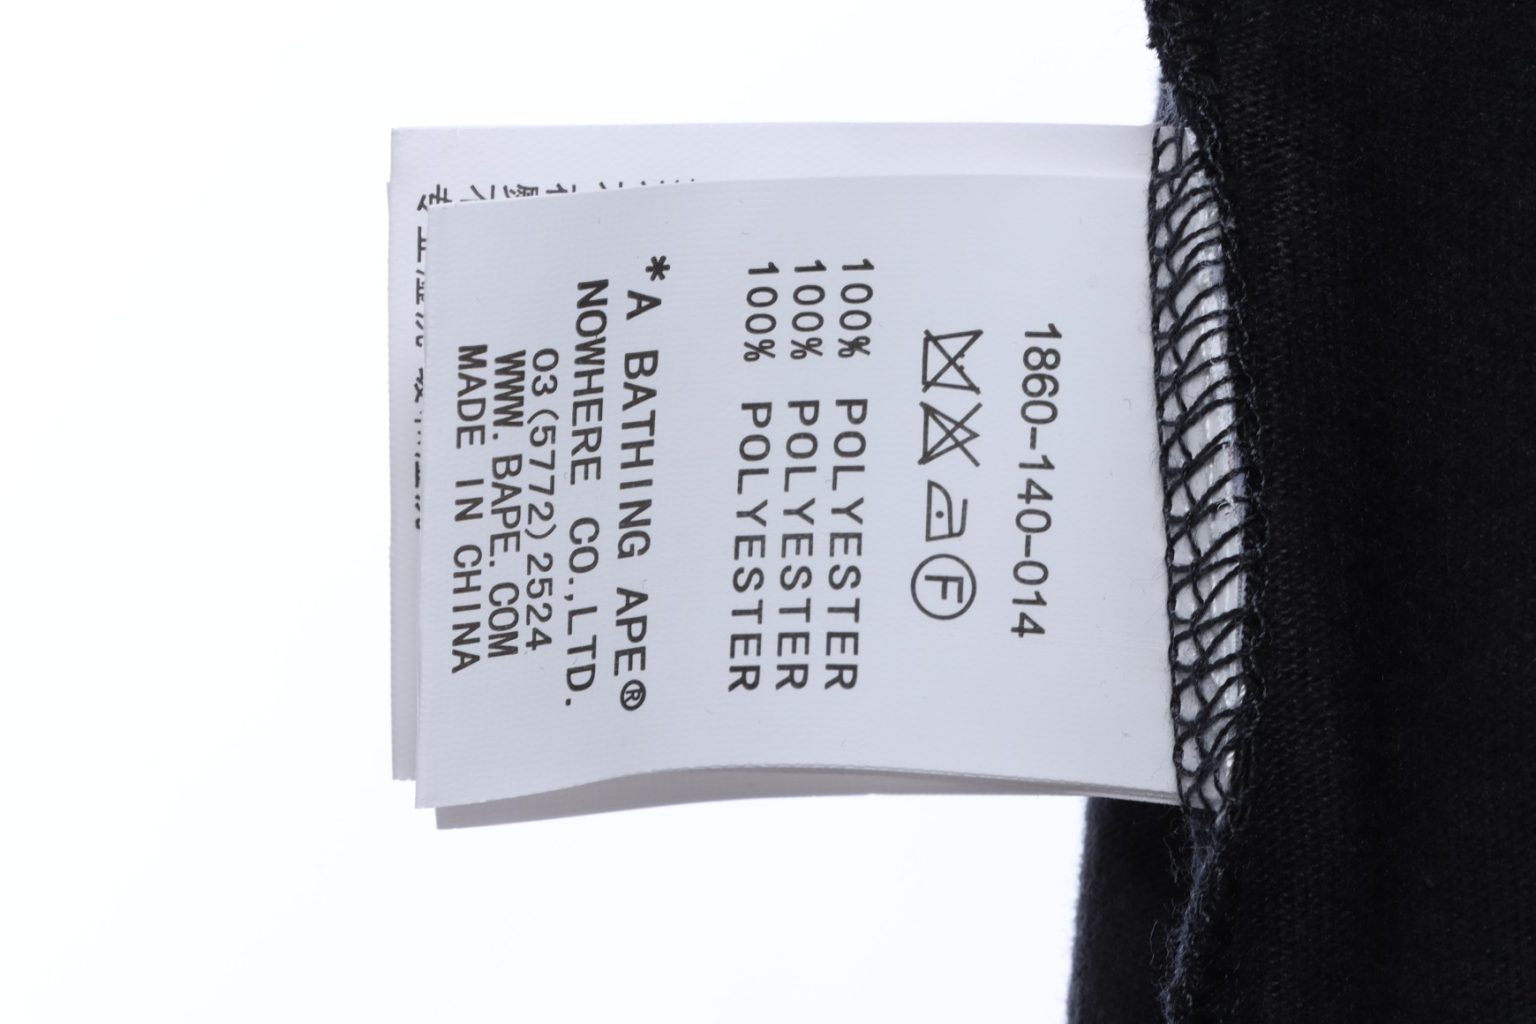 1860-140-014
F
100% POLYESTER
100% POLYESTER
100% POLYESTER
*A BATHING APE®
NOWHERE CO.,LTD.
03(5772)2524
WWW.BAPE.COM
MADE IN CHINA